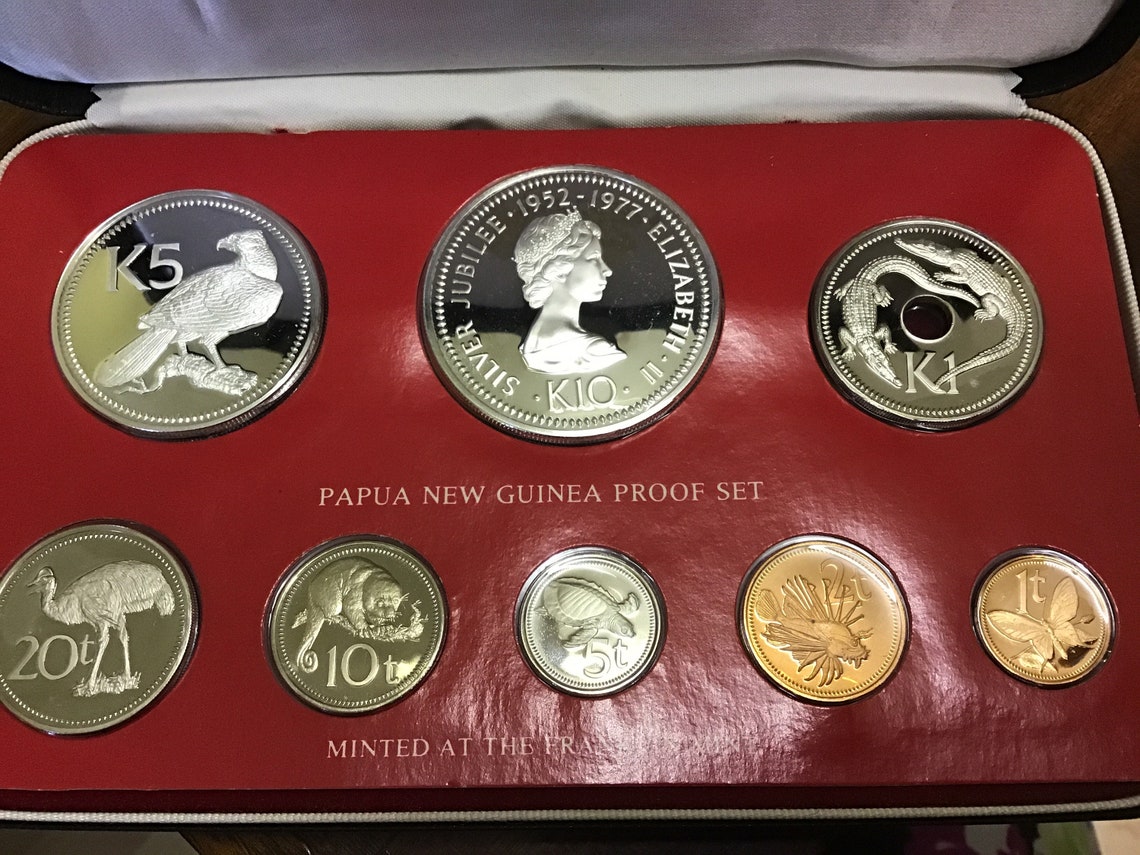 K5
SILVER JUBILEE · 1952-1977 · ELIZABETH II ·
K10 ·
K1
PAPUA NEW GUINEA PROOF SET
20t
10t
5t
2t
1t
MINTED AT THE